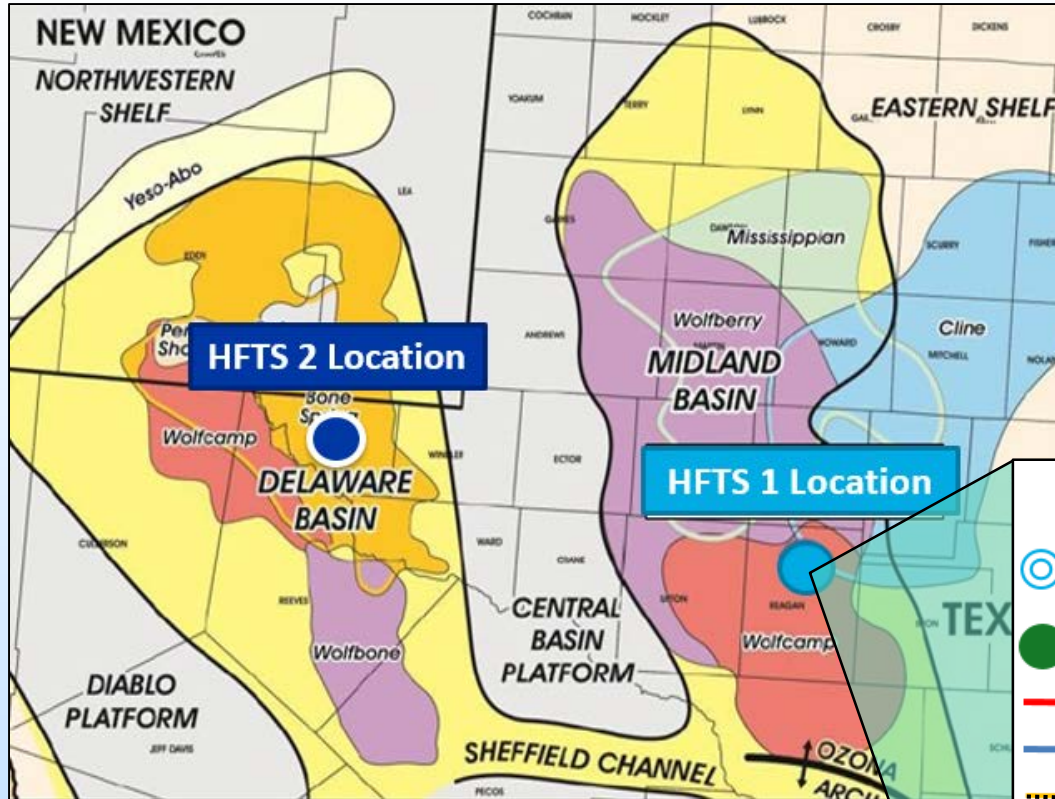 NEW MEXICO
NORTHWESTERN
SHELF
Yeso-Abo
LEA
EDDY
HFTS 2 Location
Bone
Wolfcamp
DELAWARE
BASIN
CULBERSON
REEVES
Wolfbone
DIABLO
PLATFORM
JEFF DAVIS
PECOS
COCHRAN
HOCKLEY
LUBBOCK
CROSBY
DICKENS
YOAKUM
TERRY
LYNN
EASTERN SHELF
GAINES
DAWSON
Mississippian
SCURRY
FISHER
Wolfberry
MARTIN
MIDLAND
BASIN
ANDREWS
HOWARD
Cline
MITCHELL
NOLAN
WINKLER
ECTOR
HFTS 1 Location
WARD
CRANE
UPTON
REAGAN
Wolfcamp
CENTRAL
BASIN
PLATFORM
TEX
SHEFFIELD CHANNEL
OZONA
ARCH